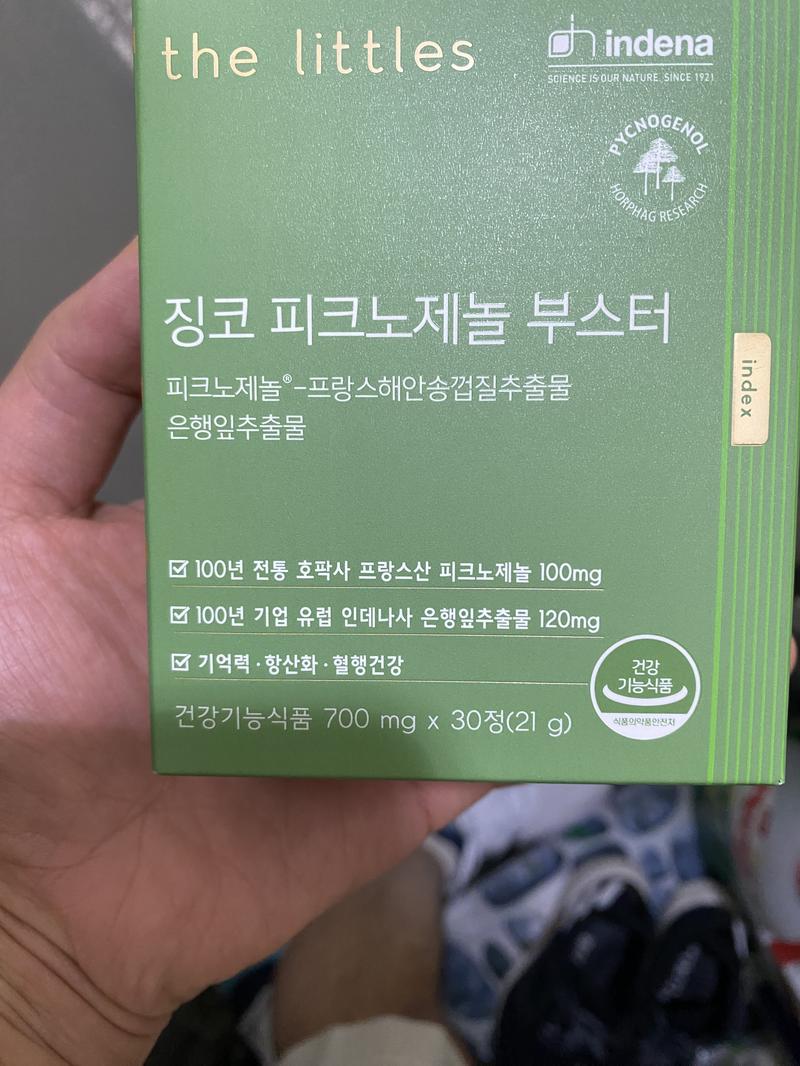 the littles
indena
SCIENCE IS OUR NATURE. SINCE 1921
PYCNOGENOL
HORPHAG RESEARCH
징코 피크노제놀 부스터
피크노제놀®-프랑스해안송껍질추출물
은행잎추출물
index
100년 전통 호팍사 프랑스산 피크노제놀 100mg
100년 기업 유럽 인데나사 은행잎추출물 120mg
기억력·항산화·혈행건강
건강기능식품 700 mg x 30정(21 g)
건강
기능식품
식품의약품안전처